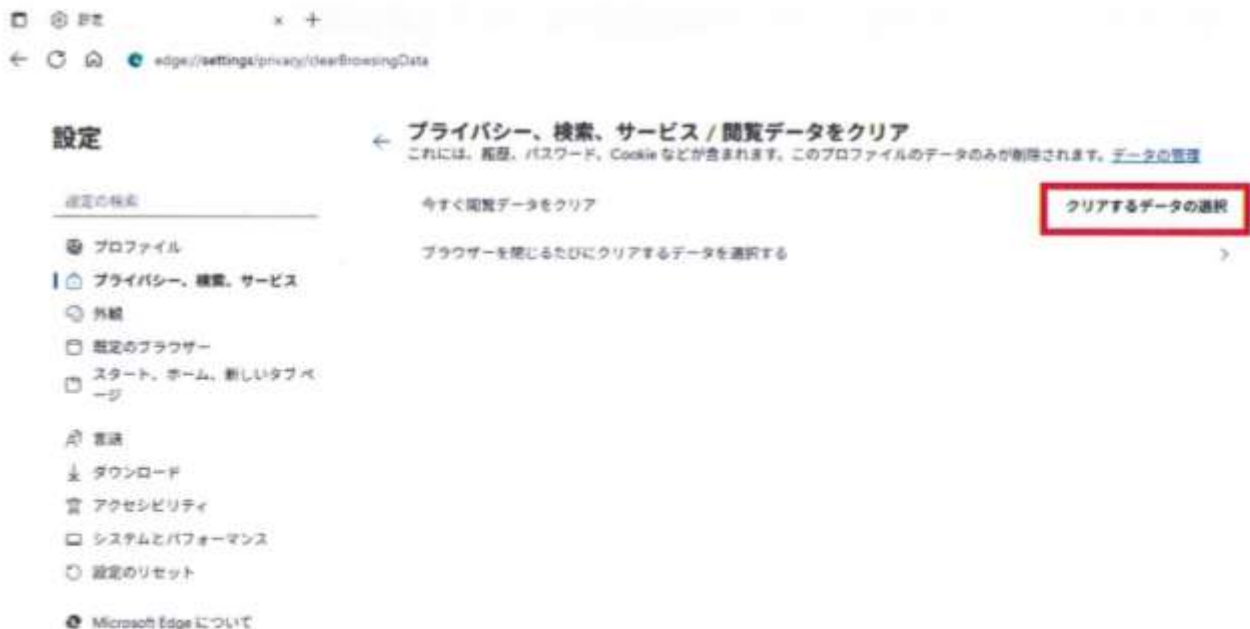 設定
edge://settings/privacy/clearBrowsingData
設定
← プライバシー、検索、サービス / 閲覧データをクリア
これには、履歴、パスワード、Cookie などが含まれます。このプロファイルのデータのみが削除されます。データの管理
設定の検索
今すぐ閲覧データをクリア
クリアするデータの選択
ブラウザーを閉じるたびにクリアするデータを選択する
プロファイル
プライバシー、検索、サービス
外観
既定のブラウザー
スタート、ホーム、新しいタブ ペ
ージ
言語
ダウンロード
アクセシビリティ
システムとパフォーマンス
設定のリセット
Microsoft Edge について